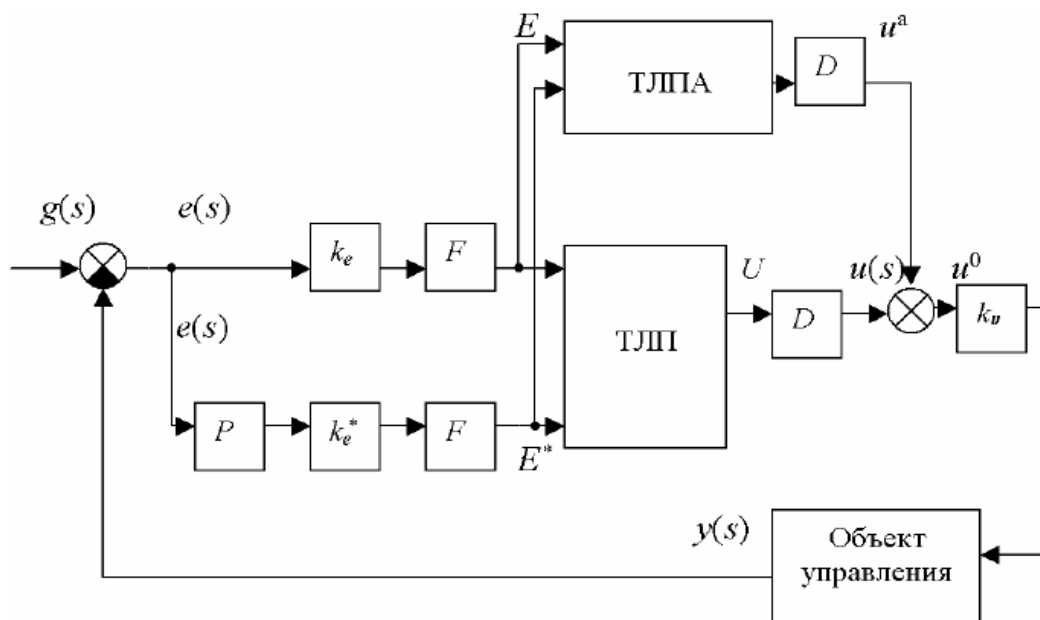 E
ТЛПА
D
u^a
g(s)
e(s)
k_e
F
U
u(s)
u^0
e(s)
ТЛП
D
k_u
P
k_e^*
F
E^*
y(s)
Объект
управления